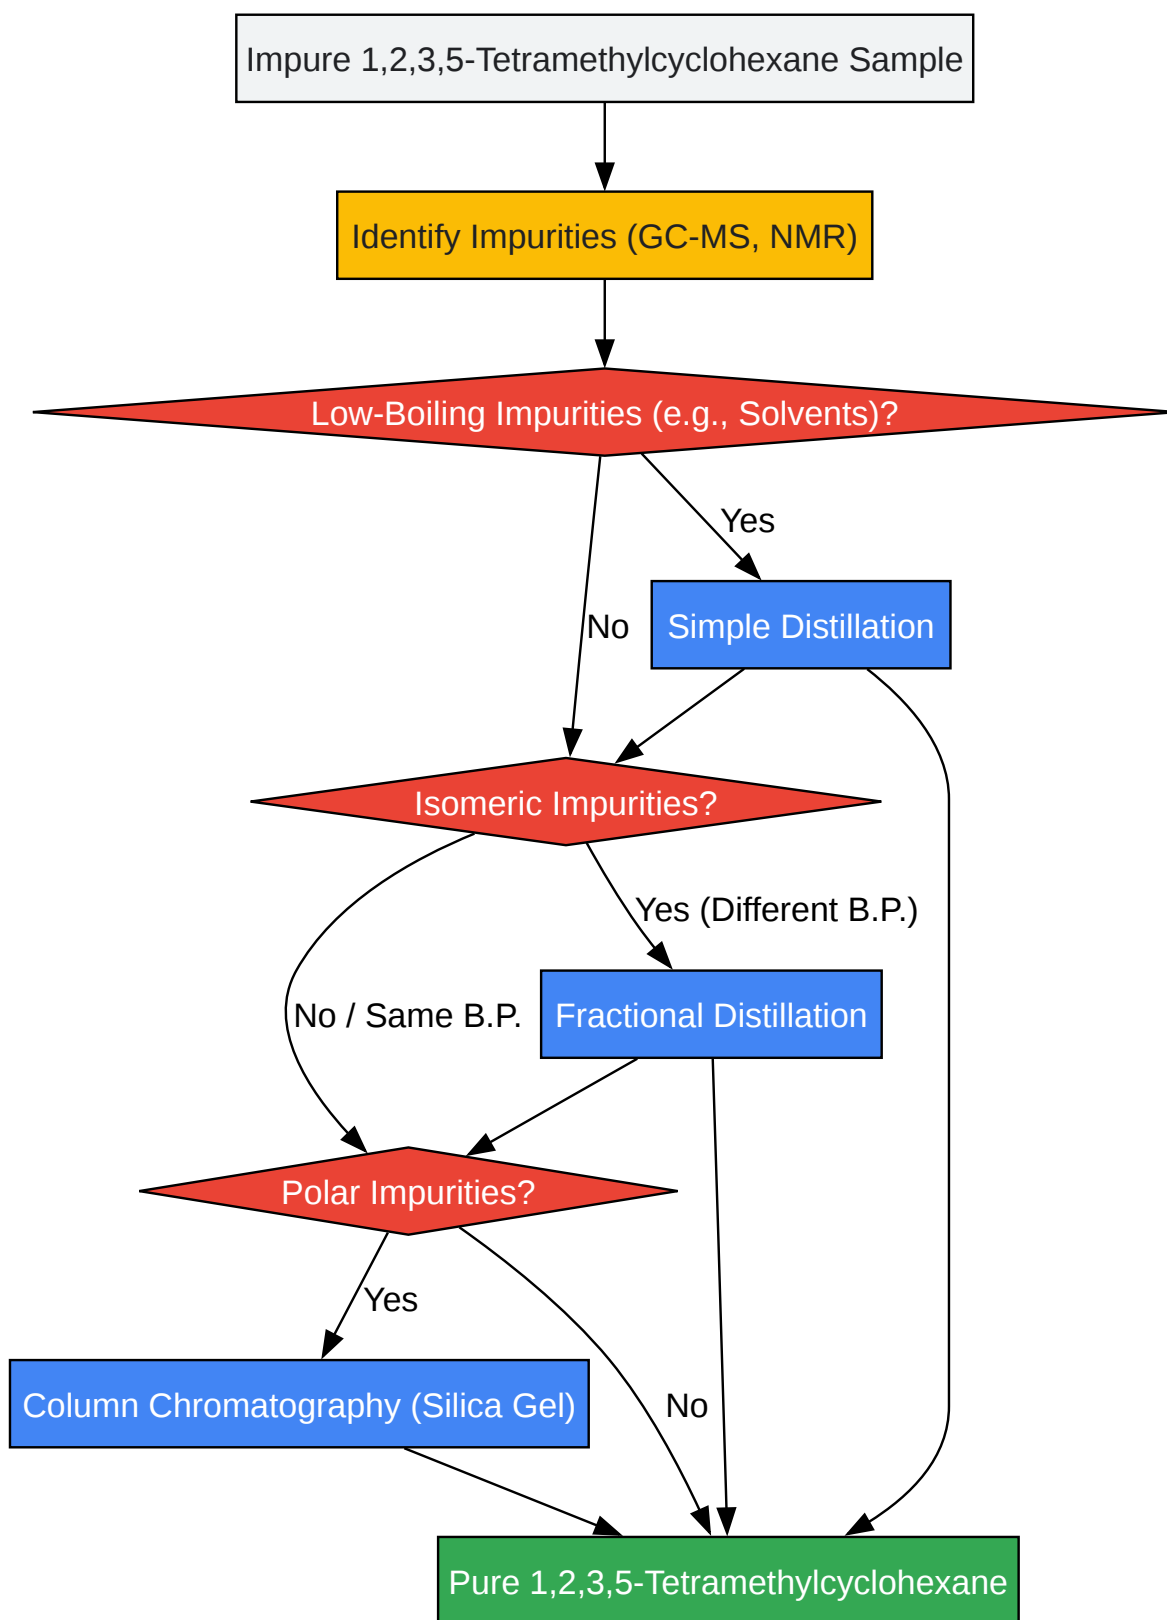 Impure 1,2,3,5-Tetramethylcyclohexane Sample
Identify Impurities (GC-MS, NMR)
Low-Boiling Impurities (e.g., Solvents)?
Yes
No
Simple Distillation
Isomeric Impurities?
Yes (Different B.P.)
No / Same B.P.
Fractional Distillation
Polar Impurities?
Yes
No
Column Chromatography (Silica Gel)
Pure 1,2,3,5-Tetramethylcyclohexane